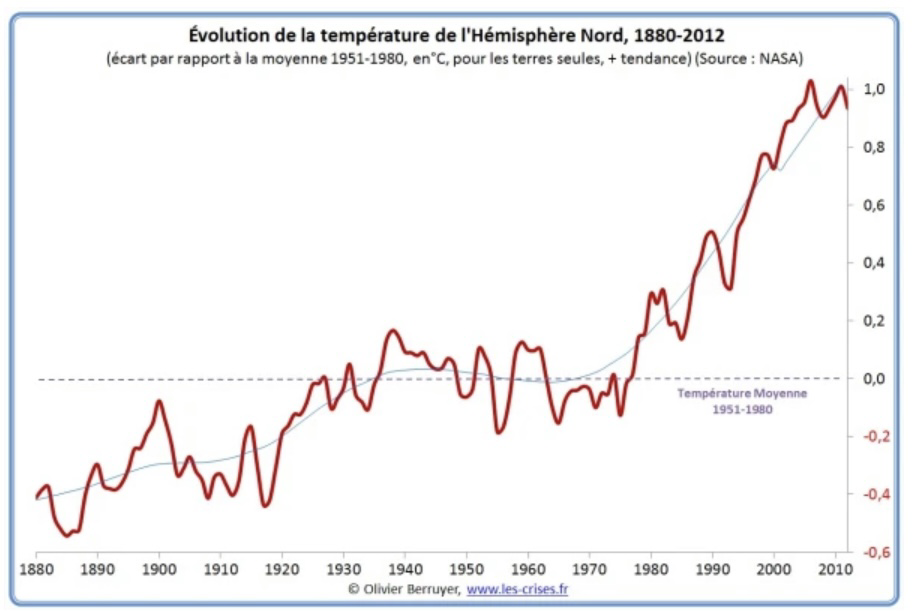 Évolution de la température de l'Hémisphère Nord, 1880-2012
(écart par rapport à la moyenne 1951-1980, en°C, pour les terres seules, + tendance) (Source : NASA)
1,0
0,8
0,6
0,4
0,2
0,0
Température Moyenne
1951-1980
-0,2
-0,4
-0,6
1880 1890 1900 1910 1920 1930 1940 1950 1960 1970 1980 1990 2000 2010
© Olivier Berruyer, www.les-crises.fr